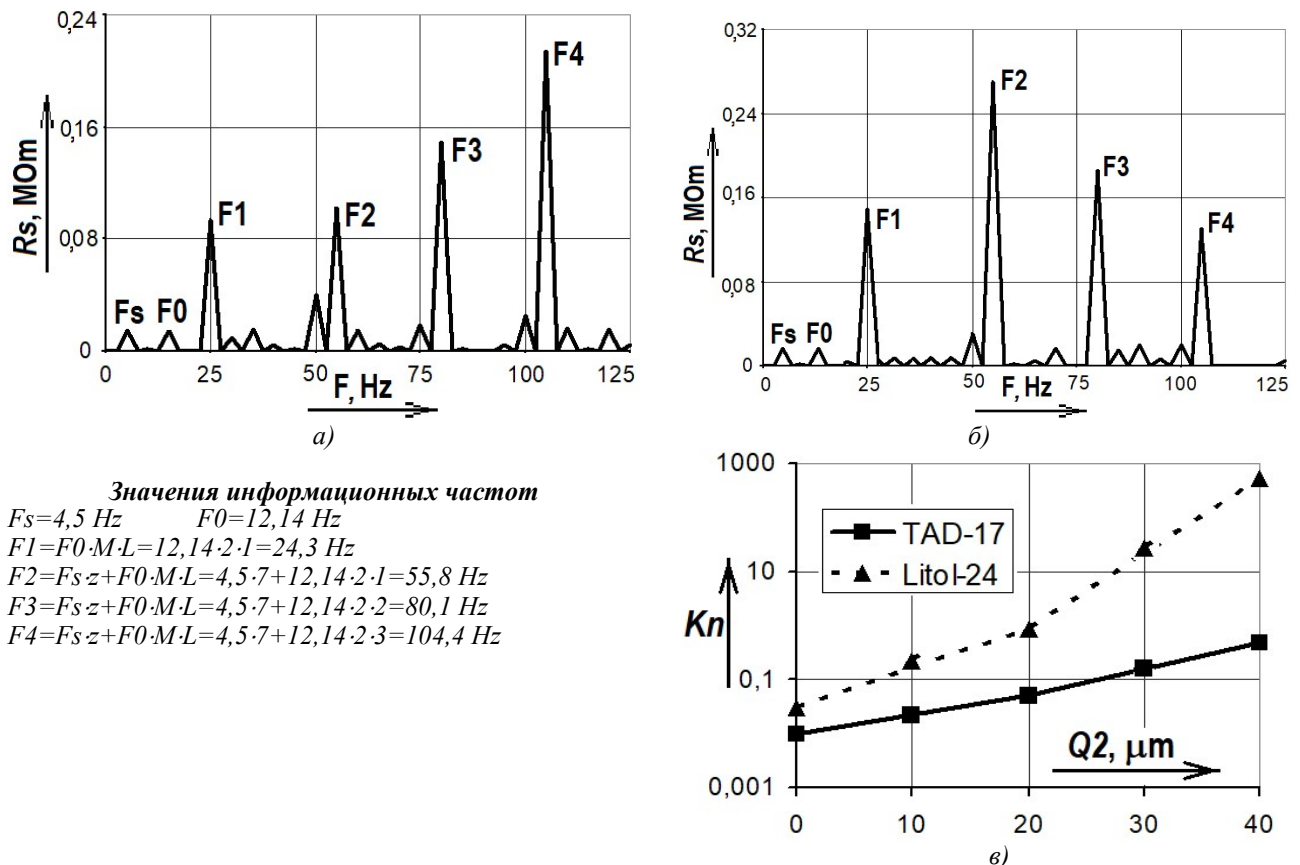 0,24
0,16
0,08
0
Rs, MOm
Fs F0
F1
F2
F3
F4
0 25 50 75 100 125
F, Hz
а)
0,32
0,24
0,16
0,08
0
Rs, MOm
Fs F0
F1
F2
F3
F4
0 25 50 75 100 125
F, Hz
б)
Значения информационных частот
Fs=4,5 Hz F0=12,14 Hz
F1=F0·M·L=12,14·2·1=24,3 Hz
F2=Fs·z+F0·M·L=4,5·7+12,14·2·1=55,8 Hz
F3=Fs·z+F0·M·L=4,5·7+12,14·2·2=80,1 Hz
F4=Fs·z+F0·M·L=4,5·7+12,14·2·3=104,4 Hz
1000
10
0,1
0,001
Kn
TAD-17
Litol-24
Q2, μm
0 10 20 30 40
в)